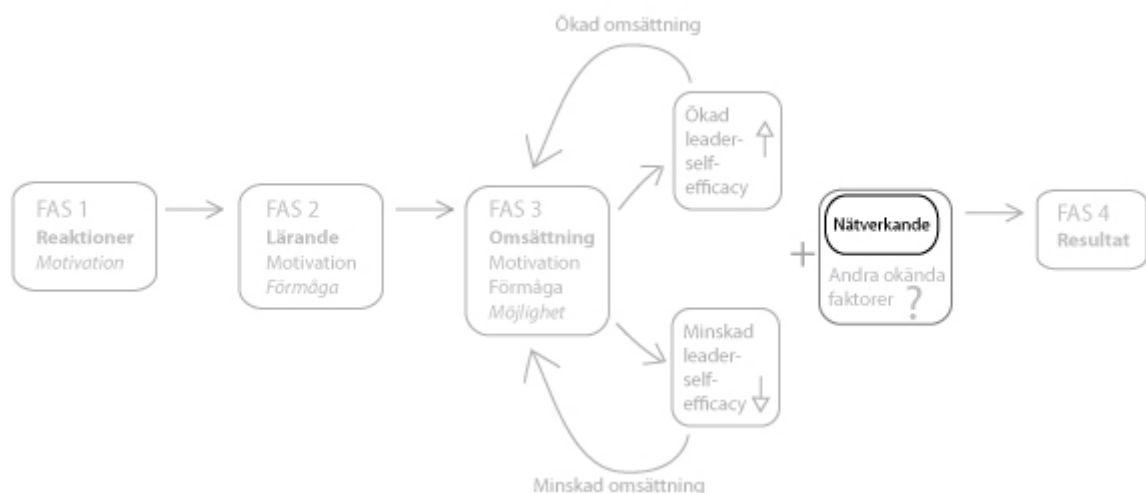 Ökad omsättning
FAS 1
Reaktioner
Motivation
FAS 2
Lärande
Motivation
Förmåga
FAS 3
Omsättning
Motivation
Förmåga
Möjlighet
Ökad
leader-
self-
efficacy
Minskad
leader-
self-
efficacy
+
Nätverkande
Andra okända
faktorer ?
FAS 4
Resultat
Minskad omsättning